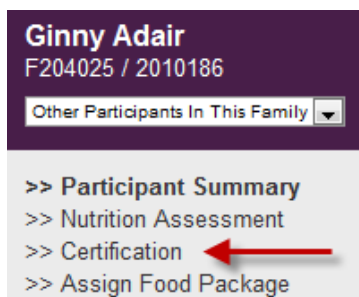 Ginny Adair
F204025 / 2010186
Other Participants In This Family
>> Participant Summary
>> Nutrition Assessment
>> Certification
>> Assign Food Package